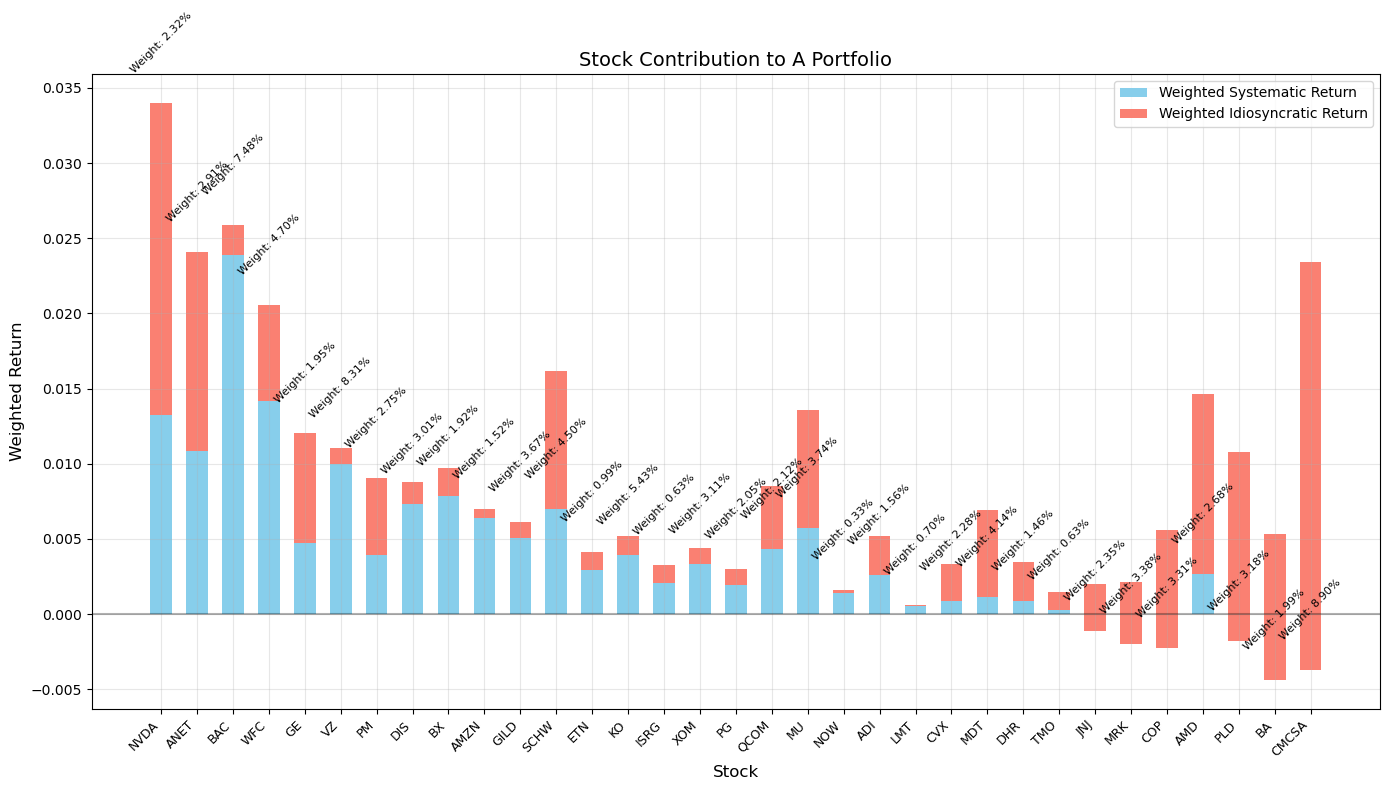 Stock Contribution to A Portfolio
Weighted Return
0.035
0.030
0.025
0.020
0.015
0.010
0.005
0.000
−0.005
Weighted Systematic Return
Weighted Idiosyncratic Return
Weight: 2.32%
Weight: 2.91%
Weight: 7.48%
Weight: 4.70%
Weight: 1.95%
Weight: 8.31%
Weight: 2.75%
Weight: 3.01%
Weight: 1.92%
Weight: 1.52%
Weight: 3.67%
Weight: 4.50%
Weight: 0.99%
Weight: 5.43%
Weight: 0.63%
Weight: 3.11%
Weight: 2.05%
Weight: 2.12%
Weight: 3.74%
Weight: 0.33%
Weight: 1.56%
Weight: 0.70%
Weight: 2.28%
Weight: 4.14%
Weight: 1.46%
Weight: 0.63%
Weight: 2.35%
Weight: 3.38%
Weight: 3.31%
Weight: 2.68%
Weight: 3.18%
Weight: 1.99%
Weight: 8.90%
NVDA
ANET
BAC
WFC
GE
VZ
PM
DIS
BX
AMZN
GILD
SCHW
ETN
KO
ISRG
XOM
PG
QCOM
MU
NOW
ADI
LMT
CVX
MDT
DHR
TMO
JNJ
MRK
COP
AMD
PLD
BA
CMCSA
Stock